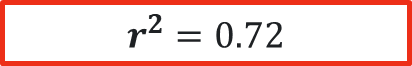 r² = 0.72